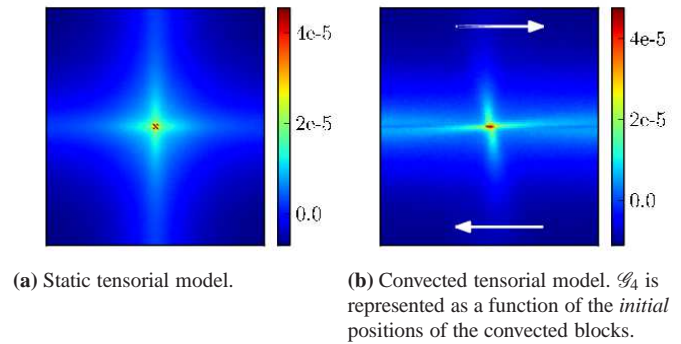 4e-5
2e-5
0.0
4e-5
2e-5
0.0
(a) Static tensorial model.
(b) Convected tensorial model. 𝒢4 is
represented as a function of the initial
positions of the convected blocks.